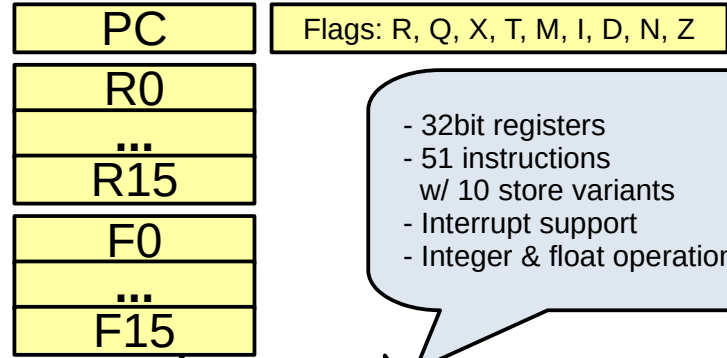 PC
Flags: R, Q, X, T, M, I, D, N, Z
R0
...
R15
F0
...
F15
- 32bit registers
- 51 instructions
w/ 10 store variants
- Interrupt support
- Integer & float operation